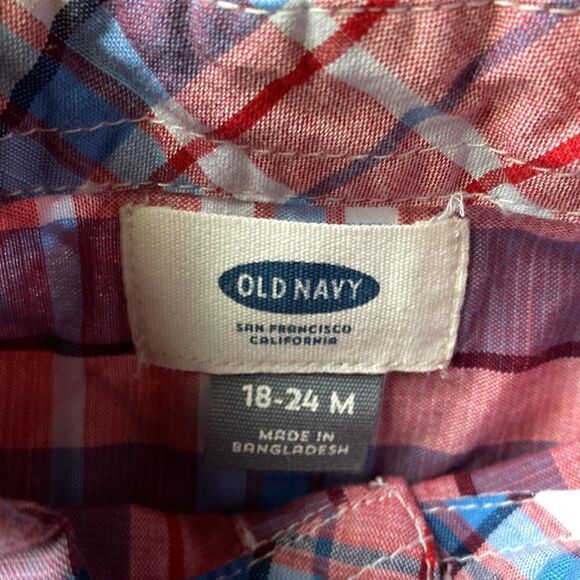 OLD NAVY
SAN FRANCISCO
CALIFORNIA
18-24 M
MADE IN
BANGLADESH